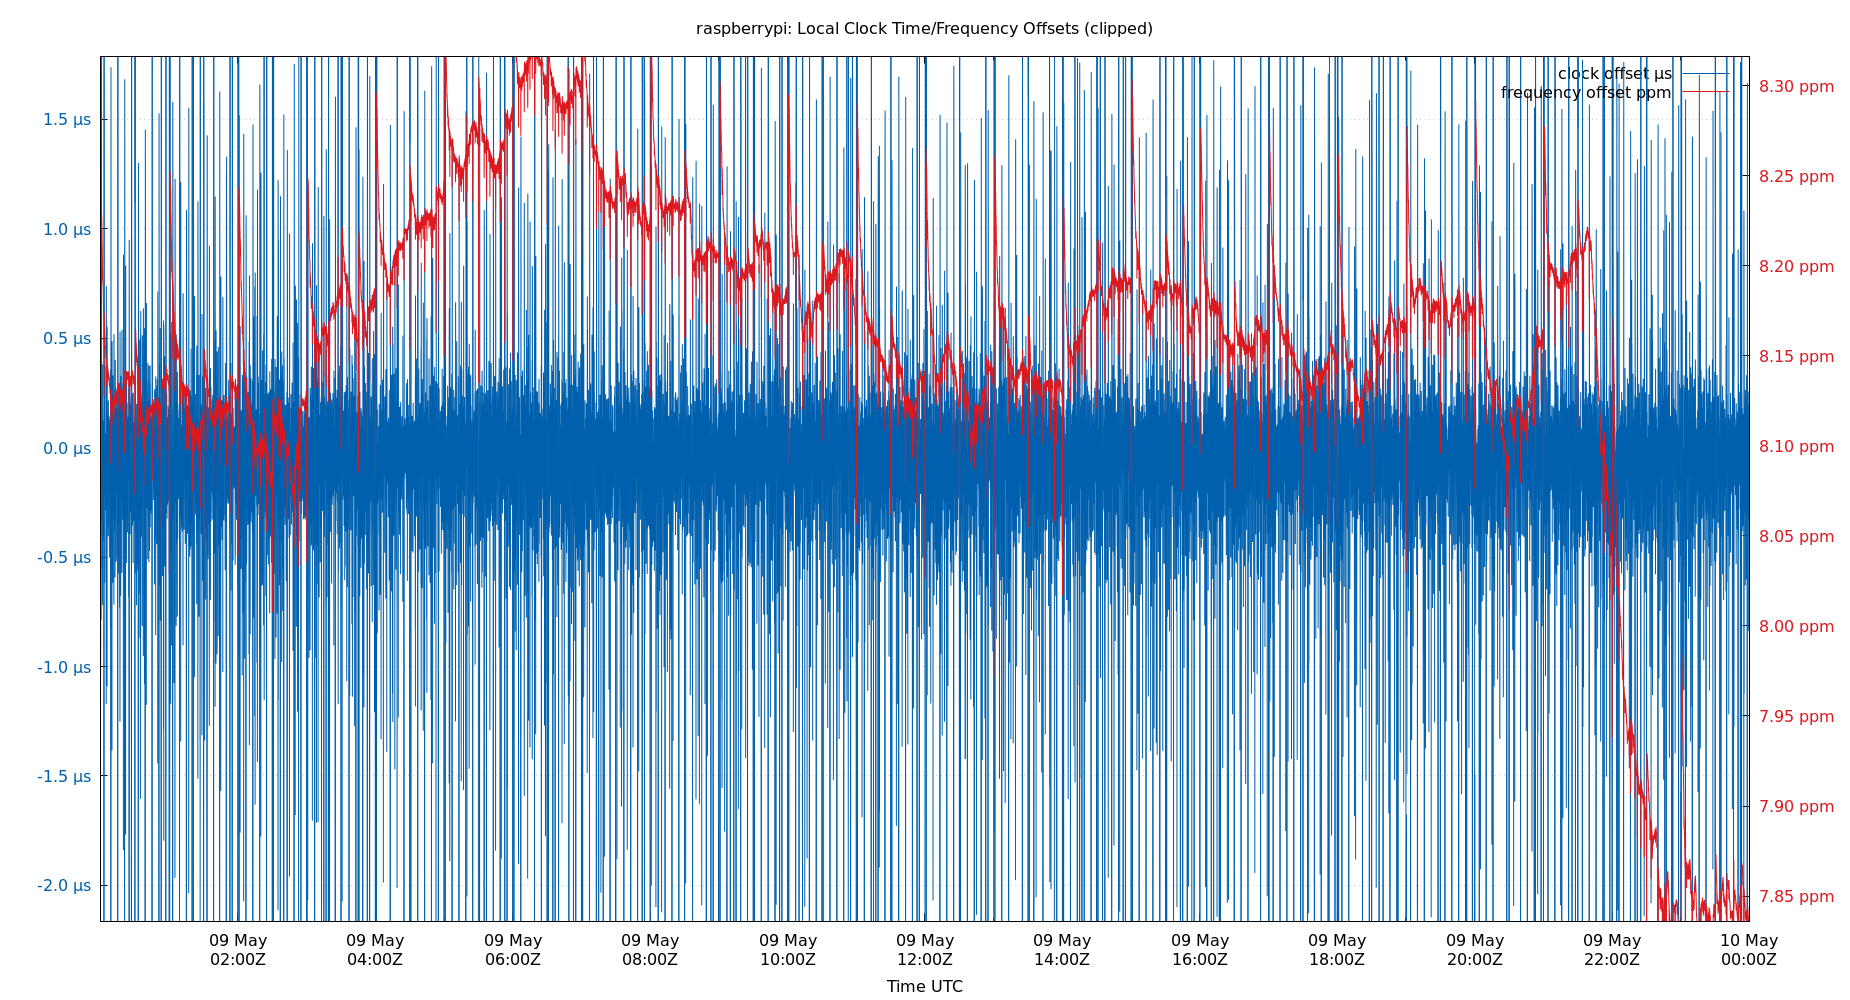 raspberrypi: Local Clock Time/Frequency Offsets (clipped)
clock offset µs
frequency offset ppm
1.5 µs
1.0 µs
0.5 µs
0.0 µs
-0.5 µs
-1.0 µs
-1.5 µs
-2.0 µs
8.30 ppm
8.25 ppm
8.20 ppm
8.15 ppm
8.10 ppm
8.05 ppm
8.00 ppm
7.95 ppm
7.90 ppm
7.85 ppm
09 May 09 May 09 May 09 May 09 May 09 May 09 May 09 May 09 May 09 May 09 May 10 May
02:00Z 04:00Z 06:00Z 08:00Z 10:00Z 12:00Z 14:00Z 16:00Z 18:00Z 20:00Z 22:00Z 00:00Z
Time UTC